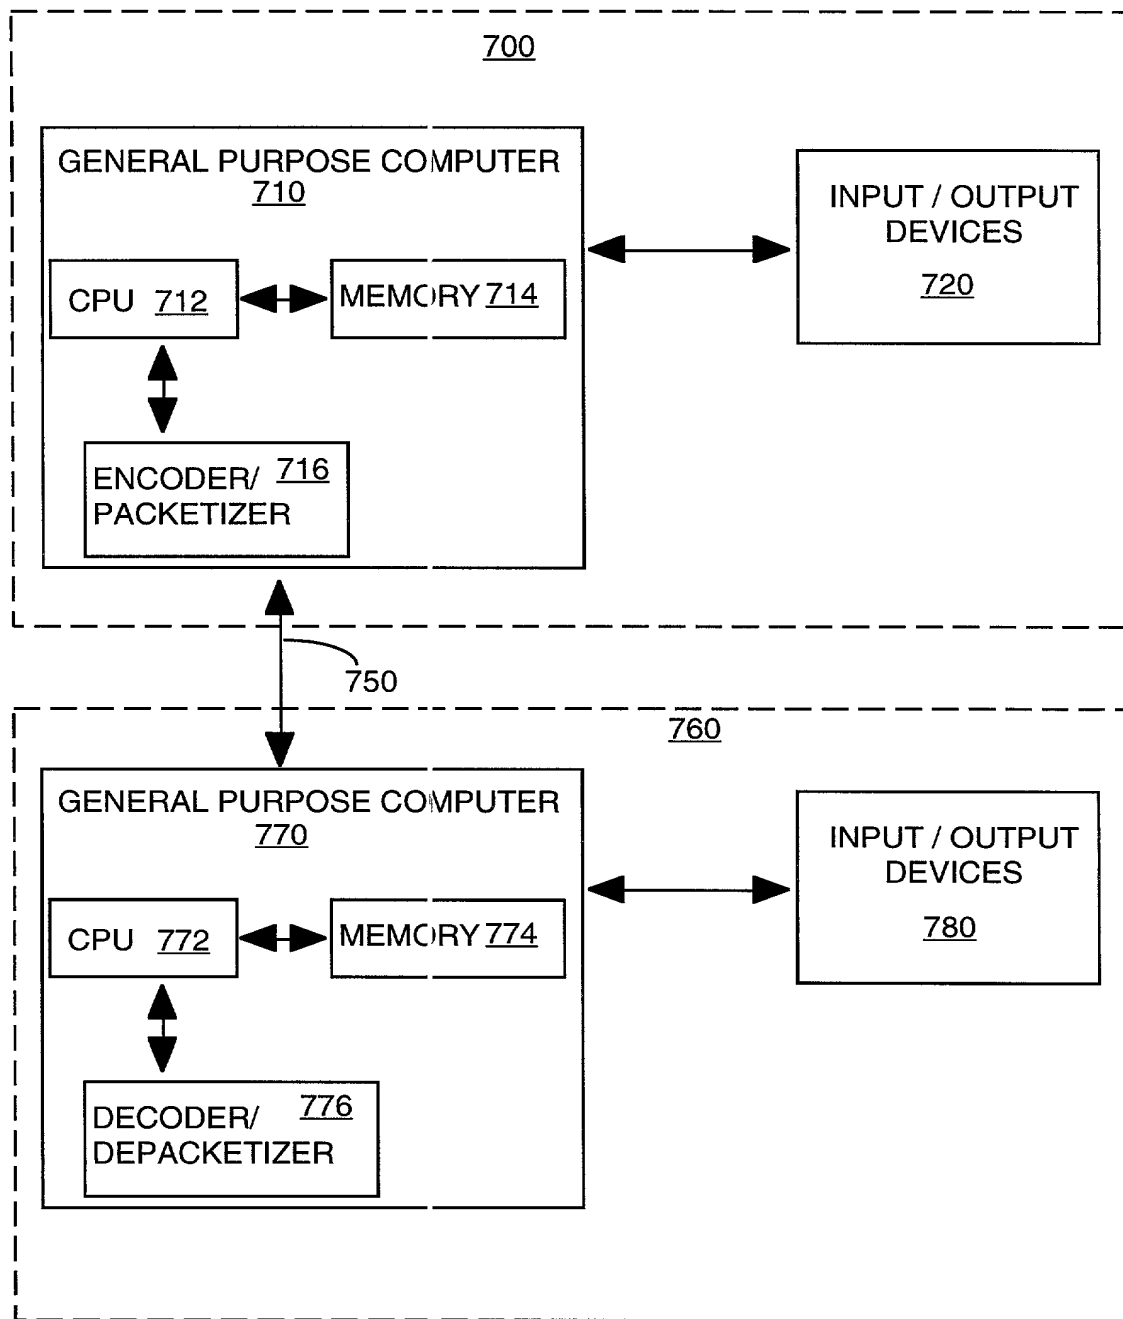 700
GENERAL PURPOSE COMPUTER
710
CPU 712
MEMORY 714
ENCODER/ 716
PACKETIZER
INPUT / OUTPUT
DEVICES
720
750
760
GENERAL PURPOSE COMPUTER
770
CPU 772
MEMORY 774
DECODER/ 776
DEPACKETIZER
INPUT / OUTPUT
DEVICES
780